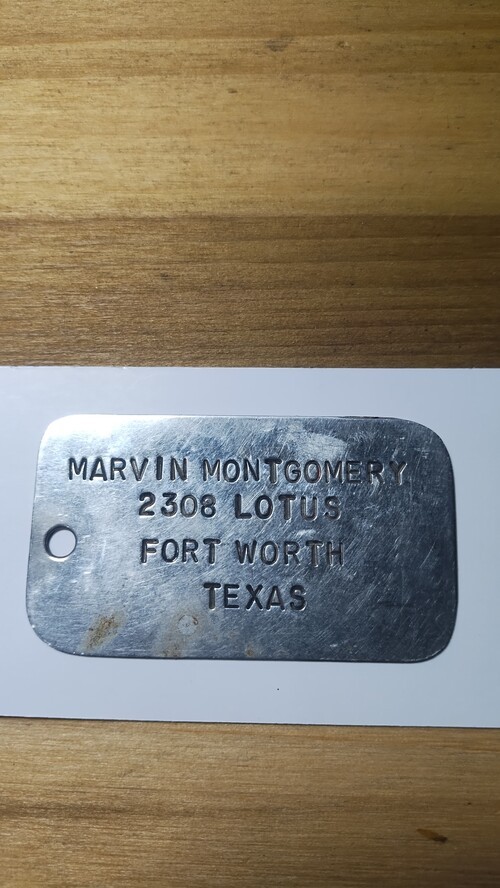 MARVIN MONTGOMERY
2308 LOTUS
FORT WORTH
TEXAS